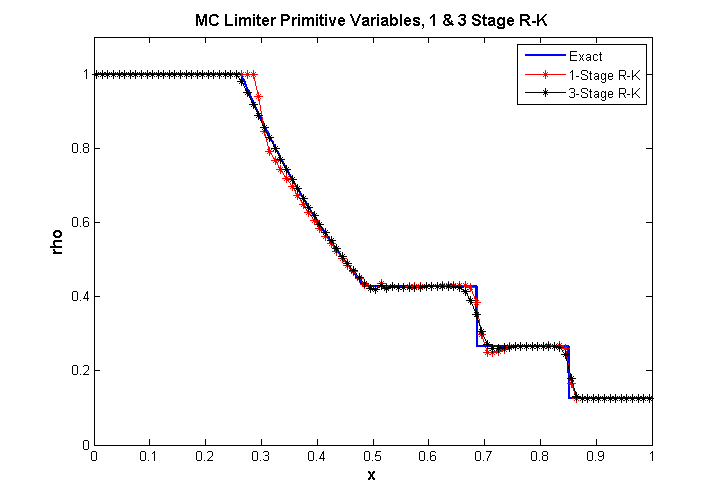 MC Limiter Primitive Variables, 1 & 3 Stage R-K
Exact
1-Stage R-K
3-Stage R-K
1
0.8
0.6
0.4
0.2
0
rho
0
0.1
0.2
0.3
0.4
0.5
0.6
0.7
0.8
0.9
1
x